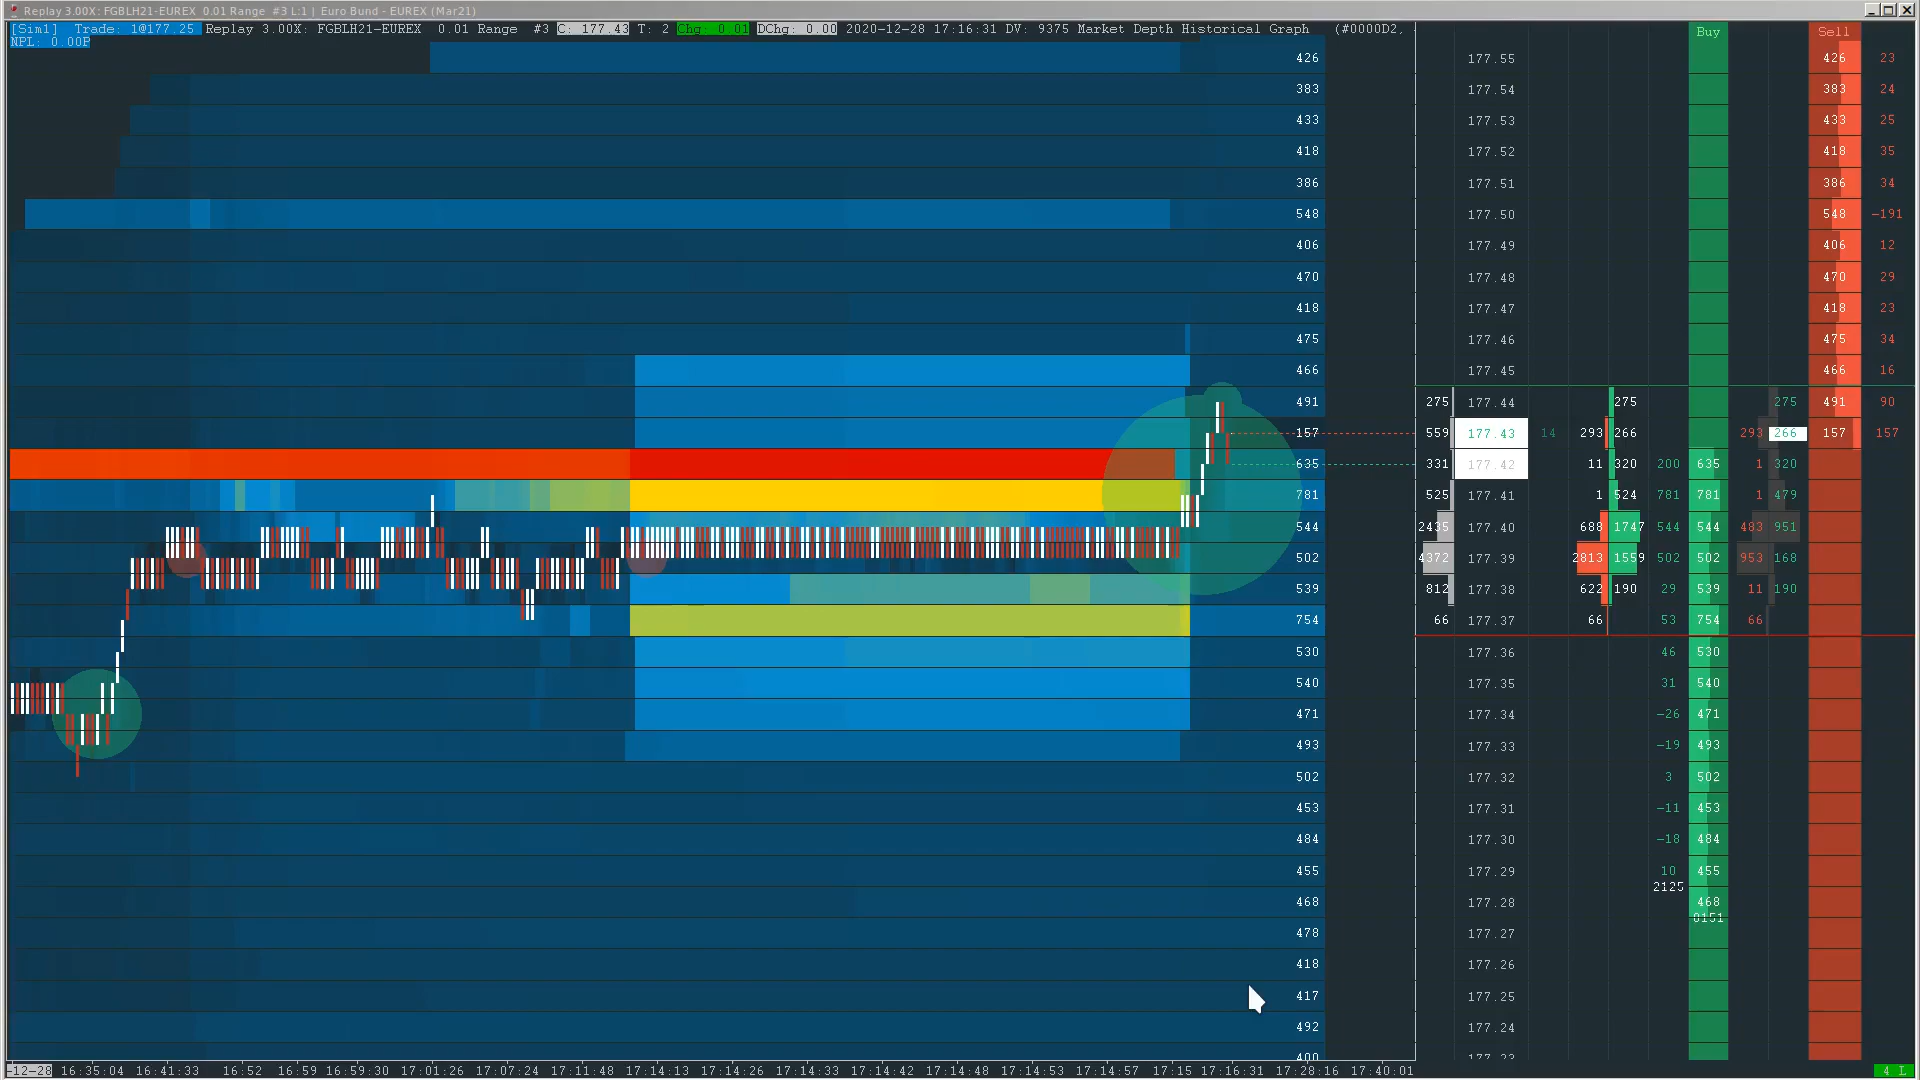 Replay 3.00X: FGBLH21-EUREX 0.01 Range #3 L:1 | Euro Bund - EUREX (Mar21)
[Sim1] Trade: 1@177.25 Replay 3.00X: FGBLH21-EUREX 0.01 Range #3 C: 177.43 T: 2 Chg: 0.01 DChg: 0.00 2020-12-28 17:16:31 DV: 9375 Market Depth Historical Graph (#0000D2, Buy Sell
NPL: 0.00P
426 177.55 426 23
383 177.54 383 24
433 177.53 433 25
418 177.52 418 35
386 177.51 386 34
548 177.50 548 -191
406 177.49 406 12
470 177.48 470 29
418 177.47 418 23
475 177.46 475 34
466 177.45 466 16
491 275 177.44 275 275 491 90
157 559 177.43 14 293 266 293 266 157 157
635 331 177.42 11 320 200 635 1 320
781 525 177.41 1 524 781 781 1 479
544 2435 177.40 688 1747 544 544 483 951
502 4372 177.39 2813 1559 502 502 953 168
539 812 177.38 622 190 29 539 11 190
754 66 177.37 66 53 754 66
530 177.36 46 530
540 177.35 31 540
471 177.34 -26 471
493 177.33 -19 493
502 177.32 3 502
453 177.31 -11 453
484 177.30 -18 484
455 177.29 10 455
2125
468 177.28 468
8151
478 177.27
418 177.26
417 177.25
492 177.24
400 177.23
-12-28 16:35:04 16:41:33 16:52 16:59 16:59:30 17:01:26 17:07:24 17:11:48 17:14:13 17:14:26 17:14:33 17:14:42 17:14:48 17:14:53 17:14:57 17:15 17:16:31 17:28:16 17:40:01 4 L